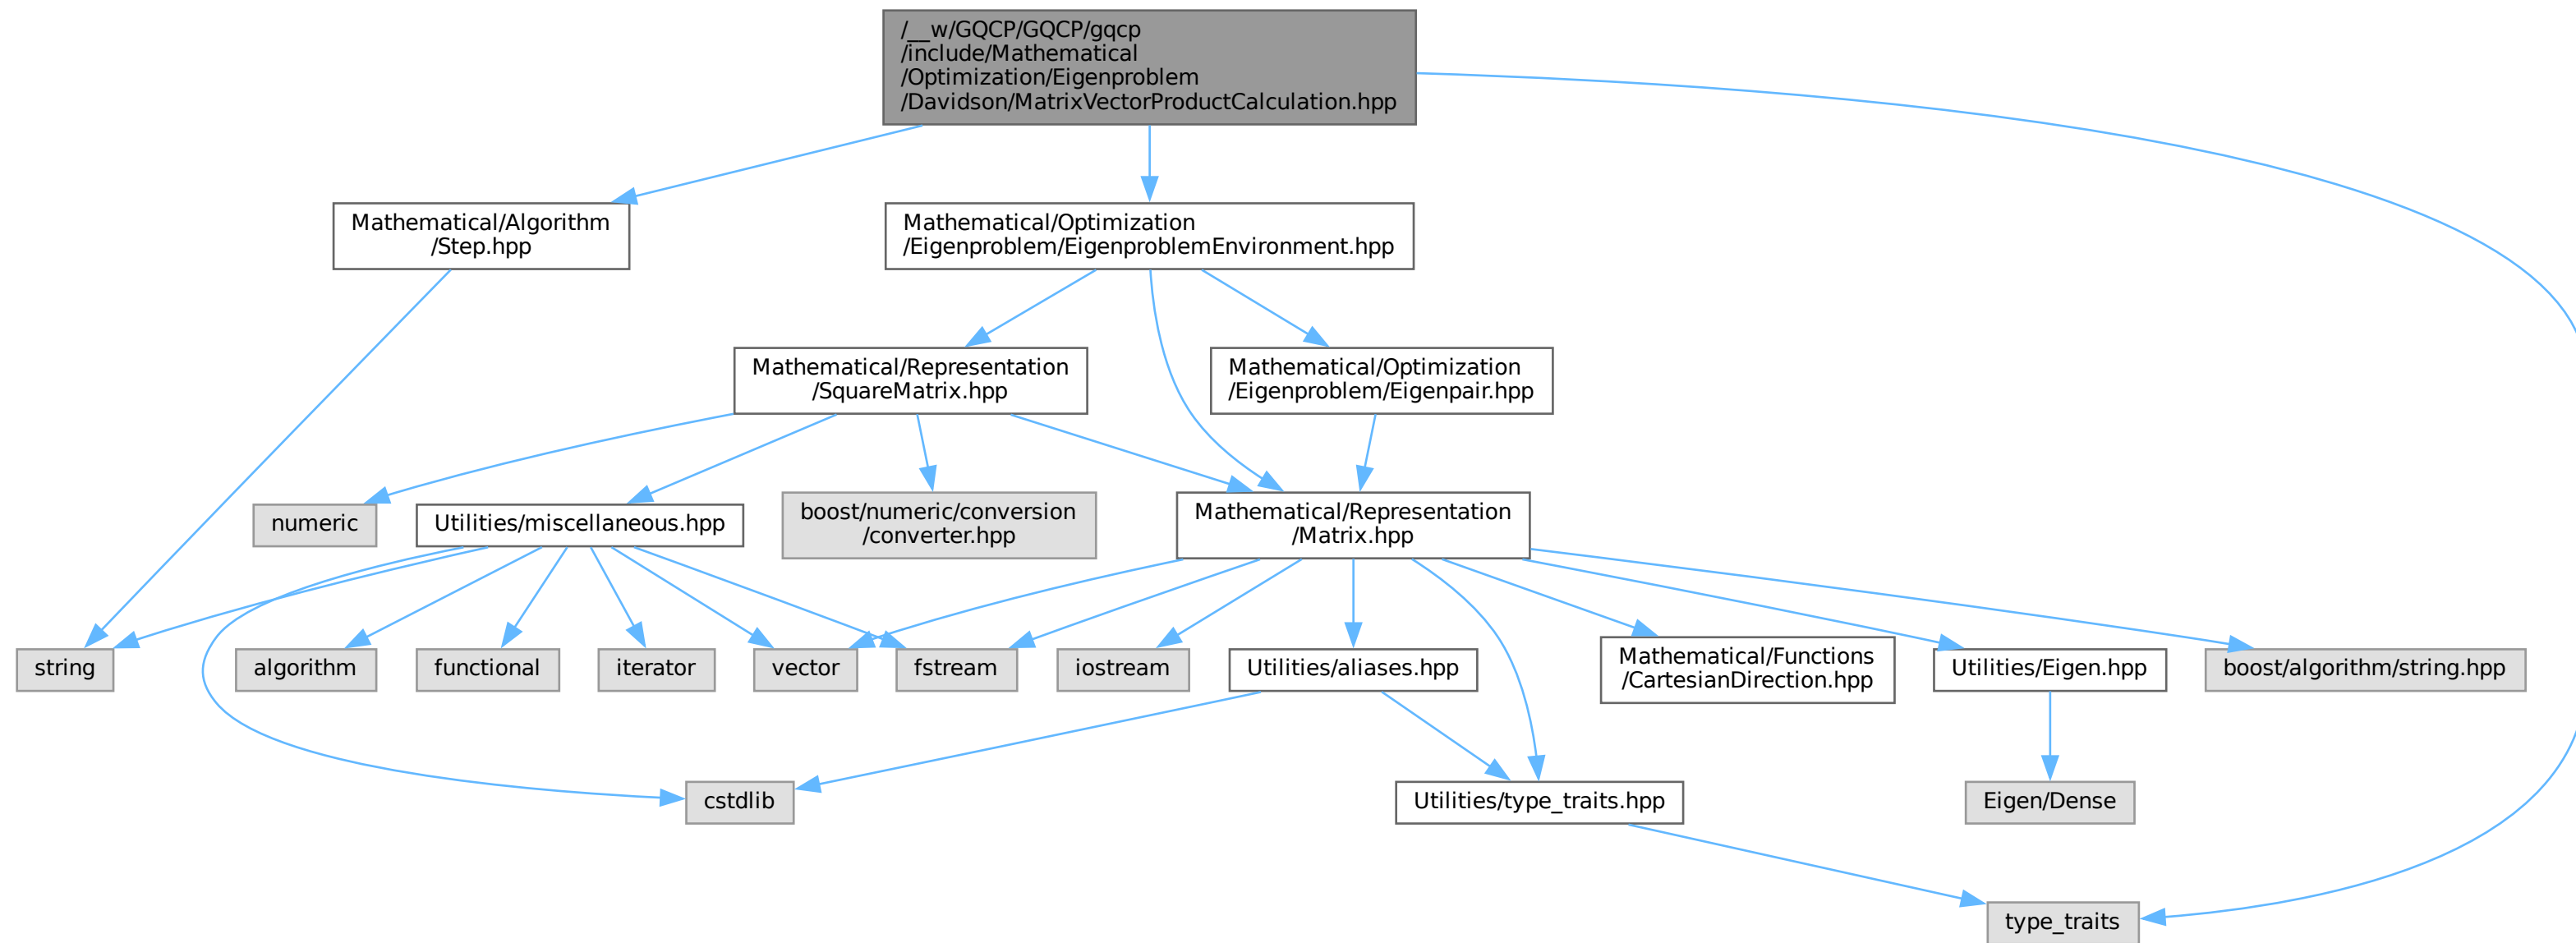 /__w/GQCP/GQCP/gqcp
/include/Mathematical
/Optimization/Eigenproblem
/Davidson/MatrixVectorProductCalculation.hpp
Mathematical/Algorithm
/Step.hpp
Mathematical/Optimization
/Eigenproblem/EigenproblemEnvironment.hpp
Mathematical/Representation
/SquareMatrix.hpp
Mathematical/Optimization
/Eigenproblem/Eigenpair.hpp
numeric
Utilities/miscellaneous.hpp
boost/numeric/conversion
/converter.hpp
Mathematical/Representation
/Matrix.hpp
string
algorithm
functional
iterator
vector
fstream
iostream
Utilities/aliases.hpp
Mathematical/Functions
/CartesianDirection.hpp
Utilities/Eigen.hpp
boost/algorithm/string.hpp
cstdlib
Utilities/type_traits.hpp
Eigen/Dense
type_traits